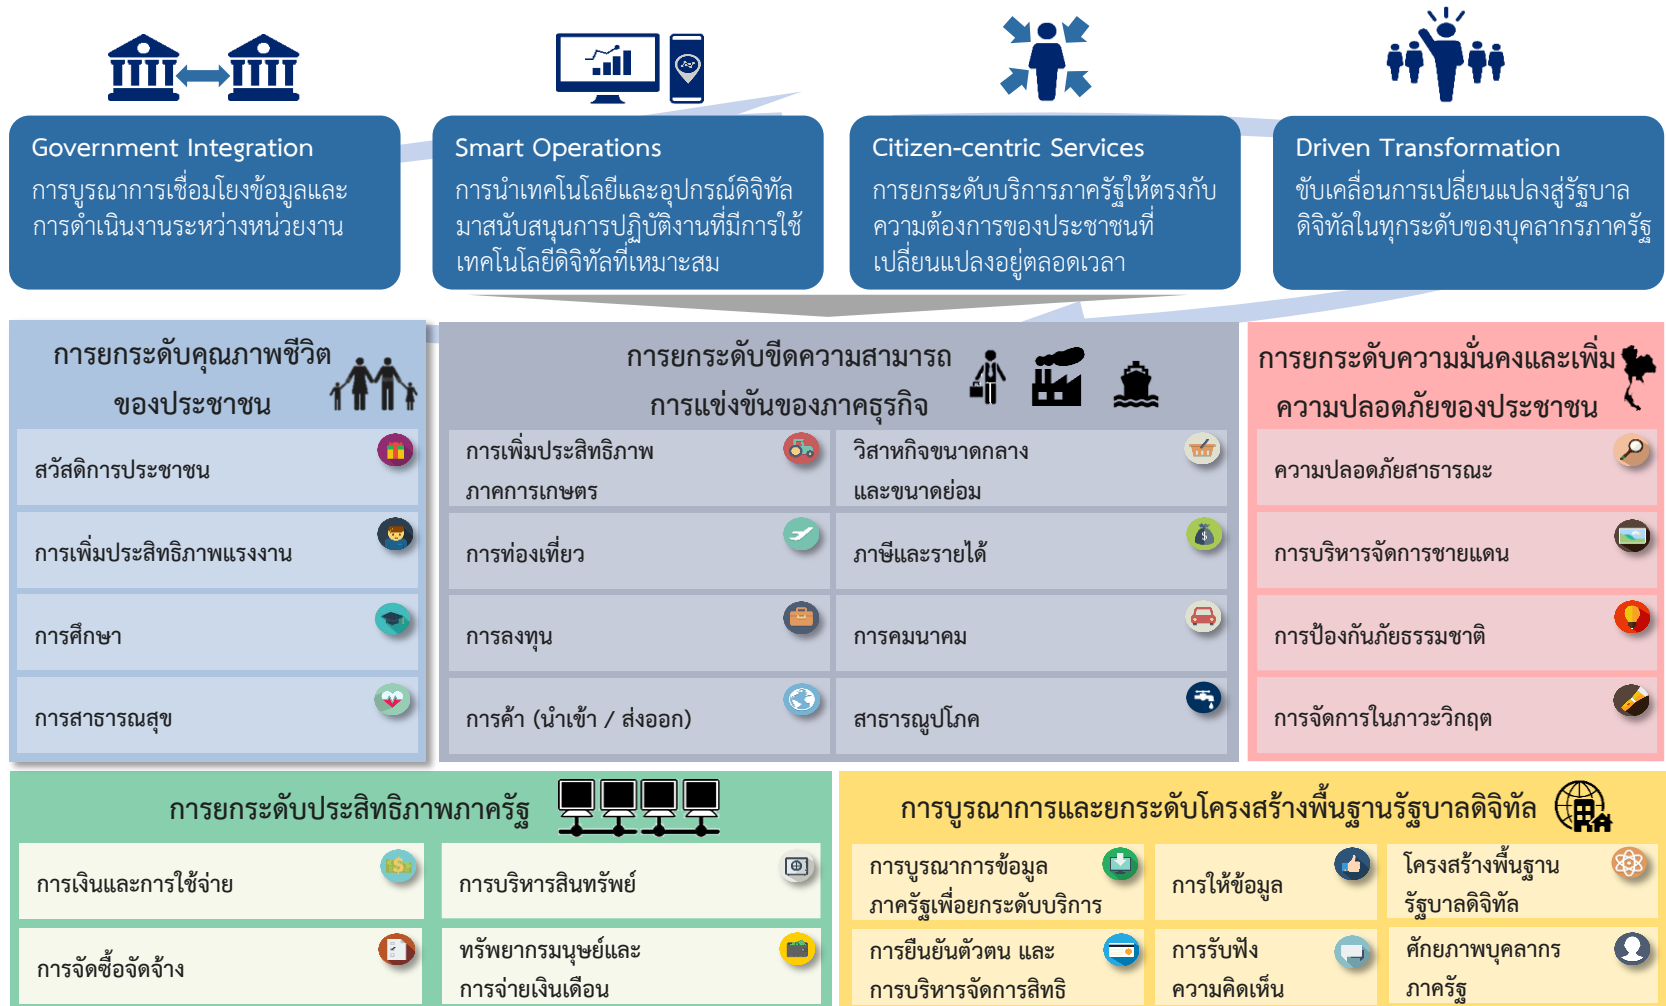 Government Integration
การบูรณาการเชื่อมโยงข้อมูลและ
การดำเนินงานระหว่างหน่วยงาน
Smart Operations
การนำเทคโนโลยีและอุปกรณ์ดิจิทัล
มาสนับสนุนการปฏิบัติงานที่มีการใช้
เทคโนโลยีดิจิทัลที่เหมาะสม
Citizen-centric Services
การยกระดับบริการภาครัฐให้ตรงกับ
ความต้องการของประชาชนที่
เปลี่ยนแปลงอยู่ตลอดเวลา
Driven Transformation
ขับเคลื่อนการเปลี่ยนแปลงสู่รัฐบาล
ดิจิทัลในทุกระดับของบุคลากรภาครัฐ
การยกระดับคุณภาพชีวิต
ของประชาชน
สวัสดิการประชาชน
การเพิ่มประสิทธิภาพแรงงาน
การศึกษา
การสาธารณสุข
การยกระดับขีดความสามารถ
การแข่งขันของภาคธุรกิจ
การเพิ่มประสิทธิภาพ
ภาคการเกษตร
วิสาหกิจขนาดกลาง
และขนาดย่อม
การท่องเที่ยว
ภาษีและรายได้
การลงทุน
การคมนาคม
การค้า (นำเข้า / ส่งออก)
สาธารณูปโภค
การยกระดับความมั่นคงและเพิ่ม
ความปลอดภัยของประชาชน
ความปลอดภัยสาธารณะ
การบริหารจัดการชายแดน
การป้องกันภัยธรรมชาติ
การจัดการในภาวะวิกฤต
การยกระดับประสิทธิภาพภาครัฐ
การเงินและการใช้จ่าย
การบริหารสินทรัพย์
การจัดซื้อจัดจ้าง
ทรัพยากรมนุษย์และ
การจ่ายเงินเดือน
การบูรณาการและยกระดับโครงสร้างพื้นฐานรัฐบาลดิจิทัล
การบูรณาการข้อมูล
ภาครัฐเพื่อยกระดับบริการ
การให้ข้อมูล
โครงสร้างพื้นฐาน
รัฐบาลดิจิทัล
การยืนยันตัวตน และ
การบริหารจัดการสิทธิ
การรับฟัง
ความคิดเห็น
ศักยภาพบุคลากร
ภาครัฐ